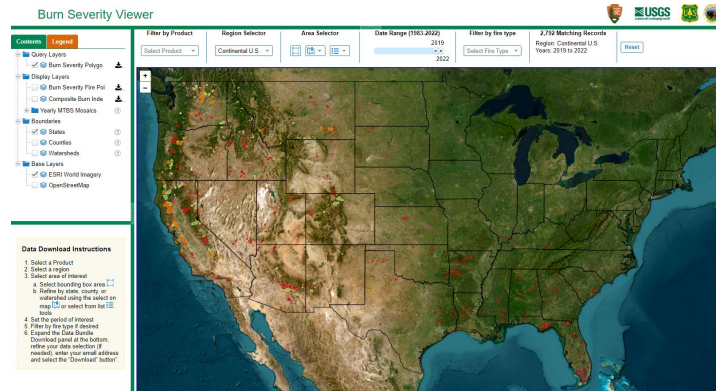 Burn Severity Viewer
USGS
Contents
Legend
Query Layers
Burn Severity Polygo
Display Layers
Burn Severity Fire Poi
Composite Burn Inde
Yearly MTBS Mosaics
Boundaries
States
Counties
Watersheds
Base Layers
ESRI World Imagery
OpenStreetMap
Filter by Product
Select Product
Region Selector
Continental U.S.
Area Selector
Date Range (1983-2022)
2019
2022
Filter by fire type
Select Fire Type
2,792 Matching Records
Region: Continental U.S.
Years: 2019 to 2022
Reset
+
−
Data Download Instructions
1. Select a Product
2. Select a region
3. Select area of interest
a. Select bounding box area
b. Refine by state, county, or
watershed using the select on
map or select from list
tools
4. Set the period of interest
5. Filter by fire type if desired
6. Expand the Data Bundle
Download panel at the bottom,
refine your data selection (if
needed), enter your email address
and select the "Download" button".